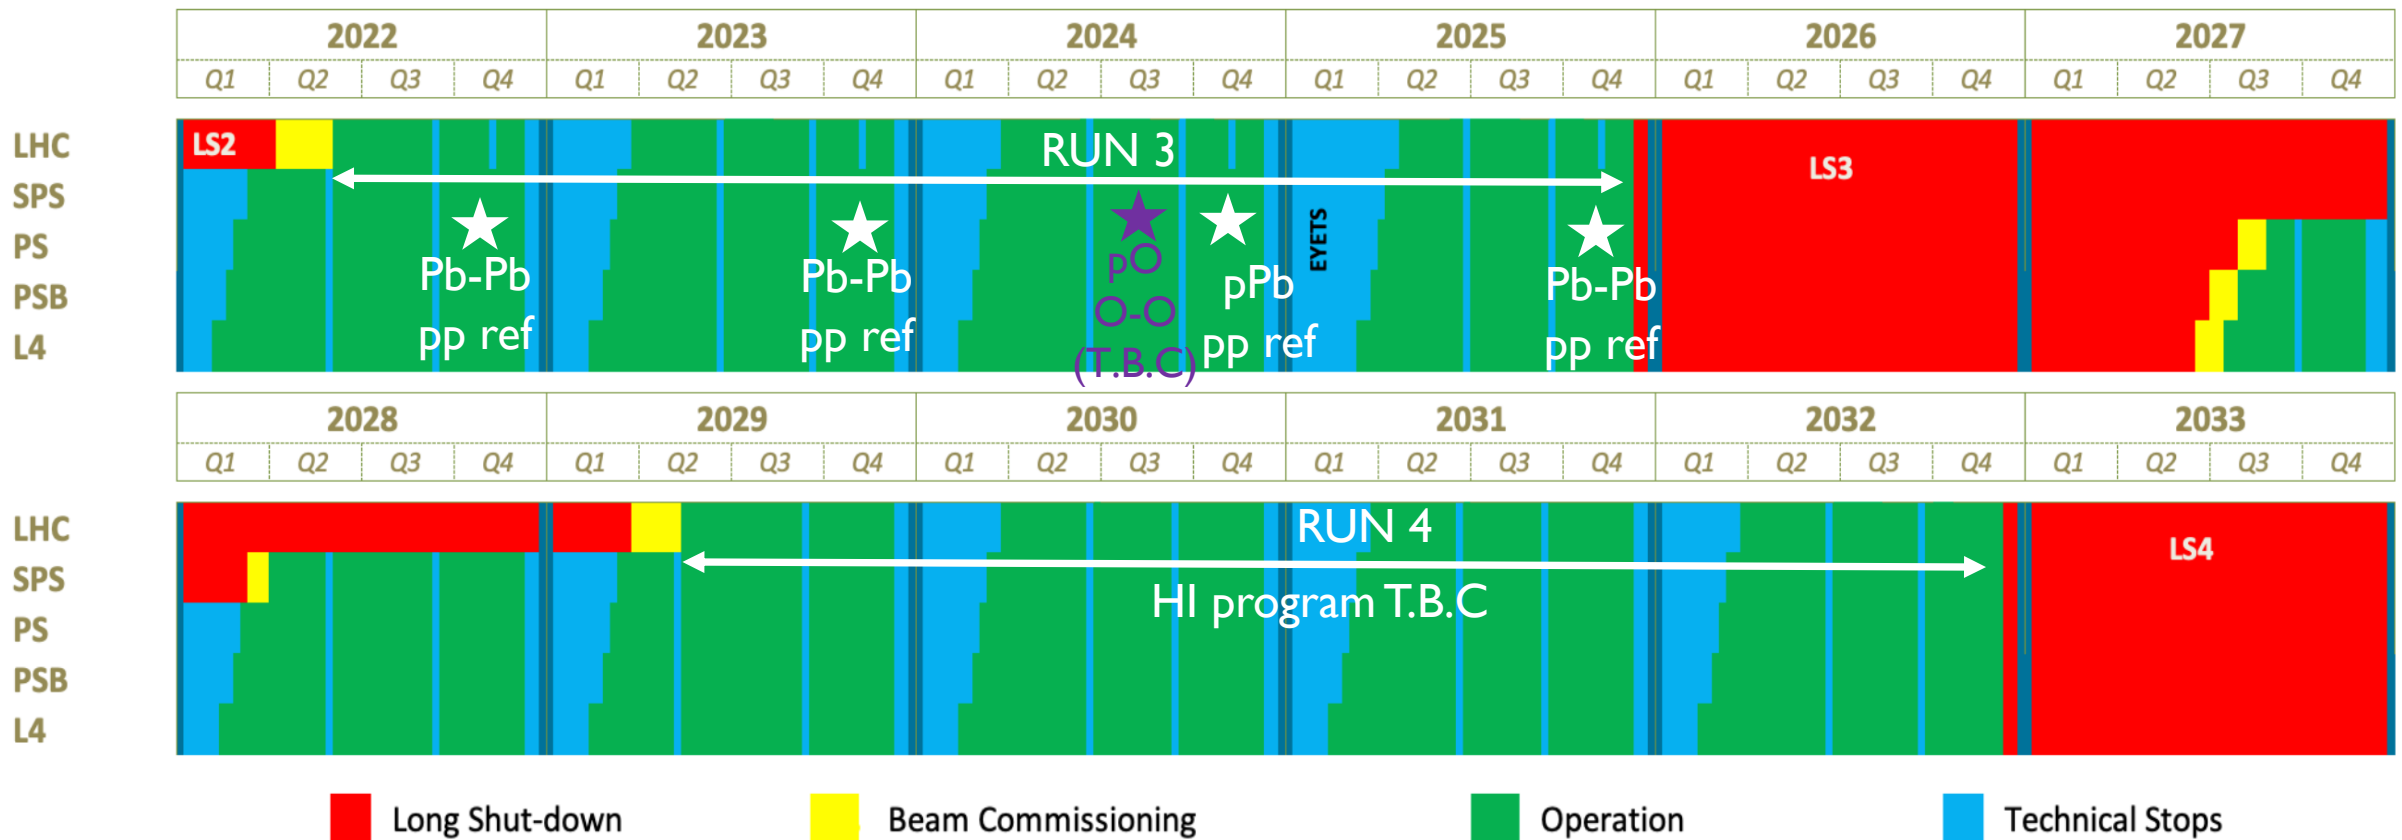 2022 2023 2024 2025 2026 2027
Q1 Q2 Q3 Q4 Q1 Q2 Q3 Q4 Q1 Q2 Q3 Q4 Q1 Q2 Q3 Q4 Q1 Q2 Q3 Q4 Q1 Q2 Q3 Q4
LHC LS2 RUN 3 LS3
SPS
PS EYETS
PSB
L4
Pb-Pb
pp ref
Pb-Pb
pp ref
pO
O-O
(T.B.C)
pPb
pp ref
Pb-Pb
pp ref
2028 2029 2030 2031 2032 2033
Q1 Q2 Q3 Q4 Q1 Q2 Q3 Q4 Q1 Q2 Q3 Q4 Q1 Q2 Q3 Q4 Q1 Q2 Q3 Q4 Q1 Q2 Q3 Q4
LHC RUN 4 LS4
SPS HI program T.B.C
PS
PSB
L4
Long Shut-down Beam Commissioning Operation Technical Stops